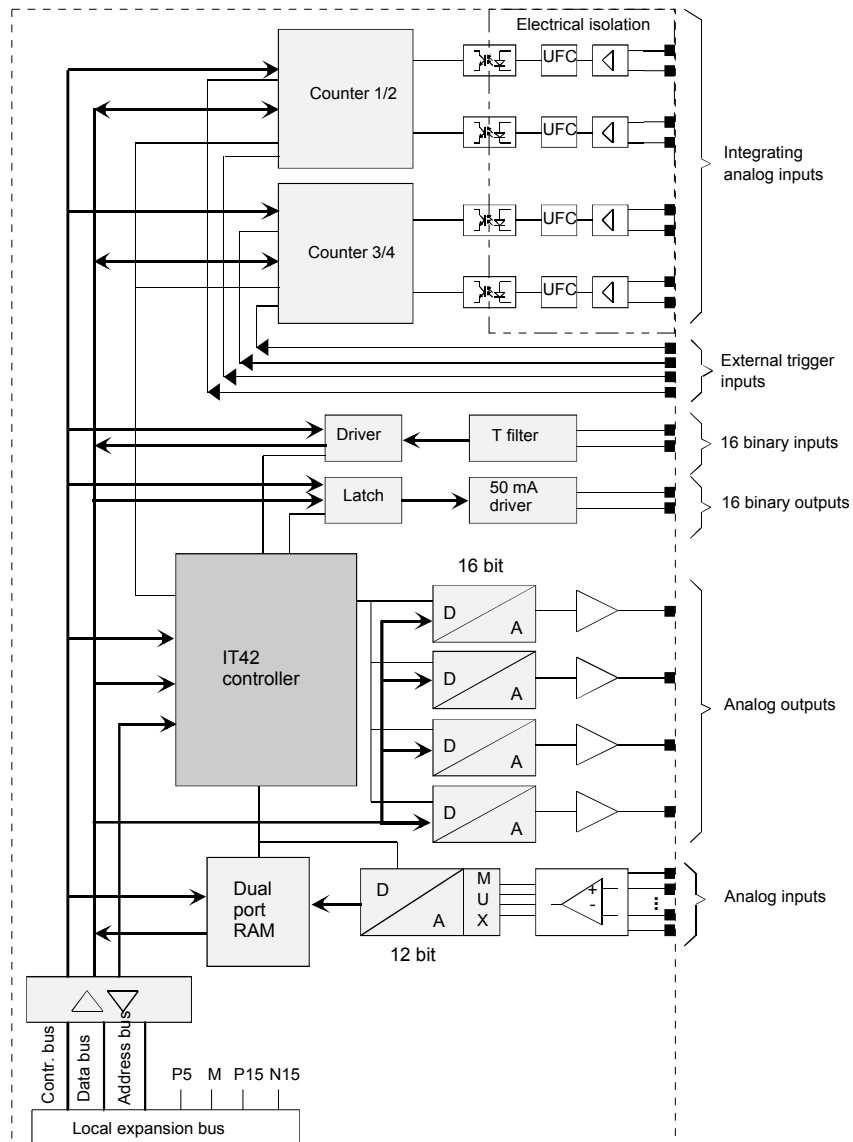 Electrical isolation
UFC
Counter 1/2
UFC
Integrating
analog inputs
UFC
Counter 3/4
UFC
External trigger
inputs
Driver
T filter
16 binary inputs
Latch
50 mA
driver
16 binary outputs
16 bit
D
A
IT42
controller
D
A
Analog outputs
D
A
D
A
Dual
port
RAM
D
A
M
U
X
+
-
Analog inputs
12 bit
Contr. bus
Data bus
Address bus
P5 M P15 N15
Local expansion bus